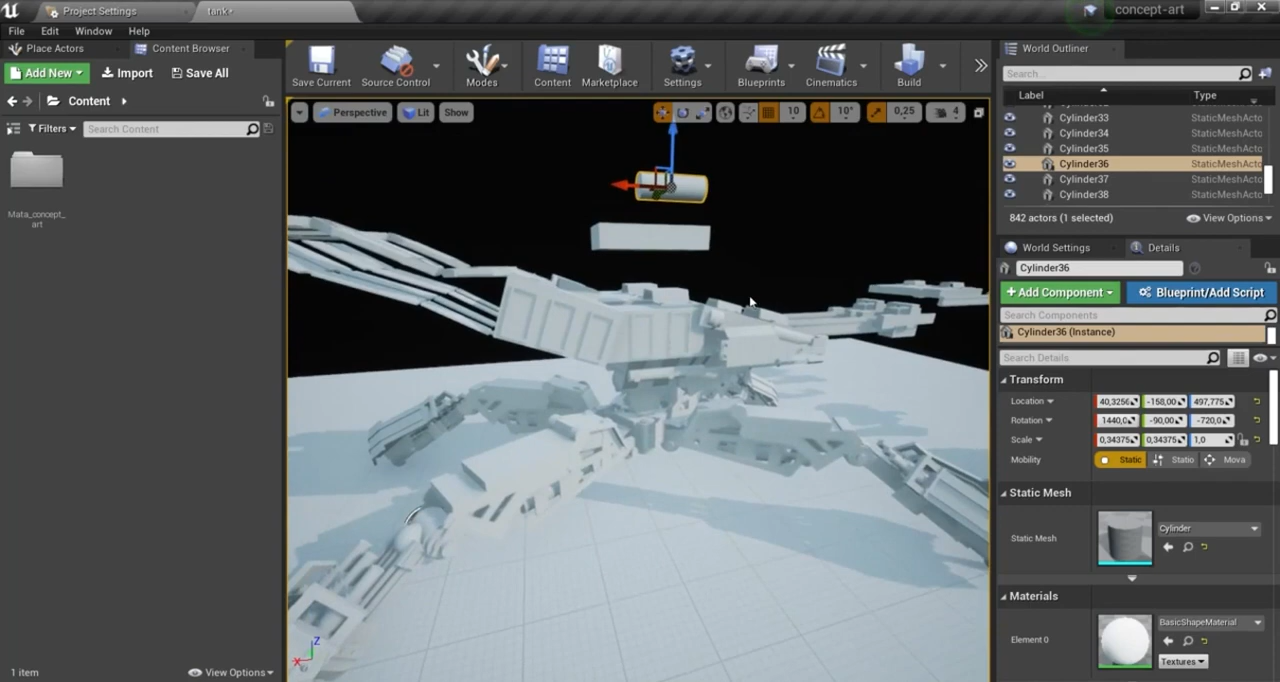 Project Settings
tank•
concept-art
File Edit Window Help
Place Actors
Content Browser
Add New
Import
Save All
Content
Filters
Search Content
Mata_concept_
art
1 item
View Options
Save Current
Source Control
Modes
Content
Marketplace
Settings
Blueprints
Cinematics
Build
Perspective
Lit
Show
10
10°
0,25
4
Z
X
World Outliner
Search...
Label
Type
Cylinder33 StaticMeshActo
Cylinder34 StaticMeshActo
Cylinder35 StaticMeshActo
Cylinder36 StaticMeshActo
Cylinder37 StaticMeshActo
Cylinder38 StaticMeshActo
842 actors (1 selected)
View Options
World Settings
Details
Cylinder36
+Add Component
Blueprint/Add Script
Search Components
Cylinder36 (Instance)
Search Details
Transform
Location 40,325 -158,00 497,775
Rotation 1440,0 -90,00 -720,0
Scale 0,34375 0,34375 1,0
Mobility Static Statio Mova
Static Mesh
Static Mesh
Cylinder
Materials
Element 0
BasicShapeMaterial
Textures